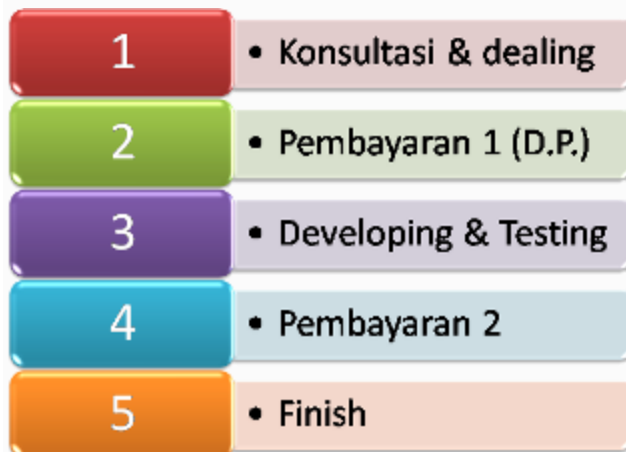 1 • Konsultasi & dealing
2 • Pembayaran 1 (D.P.)
3 • Developing & Testing
4 • Pembayaran 2
5 • Finish